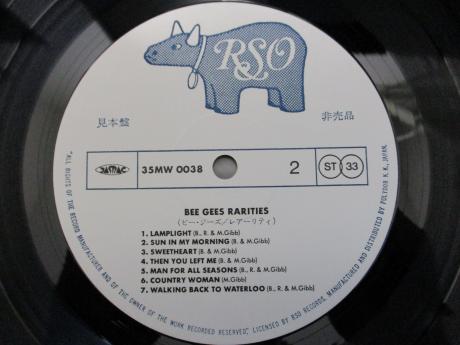 RSO
見本盤 非売品
JASRAC 35MW 0038 2 ST 33
BEE GEES RARITIES
(ビー・ジーズ/レアーリティ)
1. LAMPLIGHT (B., R. & M.Gibb)
2. SUN IN MY MORNING (B. & M.Gibb)
3. SWEETHEART (B. & M.Gibb)
4. THEN YOU LEFT ME (B. & M.Gibb)
5. MAN FOR ALL SEASONS (B., R. & M.Gibb)
6. COUNTRY WOMAN (M.Gibb)
7. WALKING BACK TO WATERLOO (B., R. & M.Gibb)
"ALL RIGHTS OF THE RECORD MANUFACTURER AND OF THE OWNER OF THE WORK RECORDED RESERVED," LICENSED BY RSO RECORDS, MANUFACTURED AND DISTRIBUTED BY POLYDOR K.K., JAPAN.